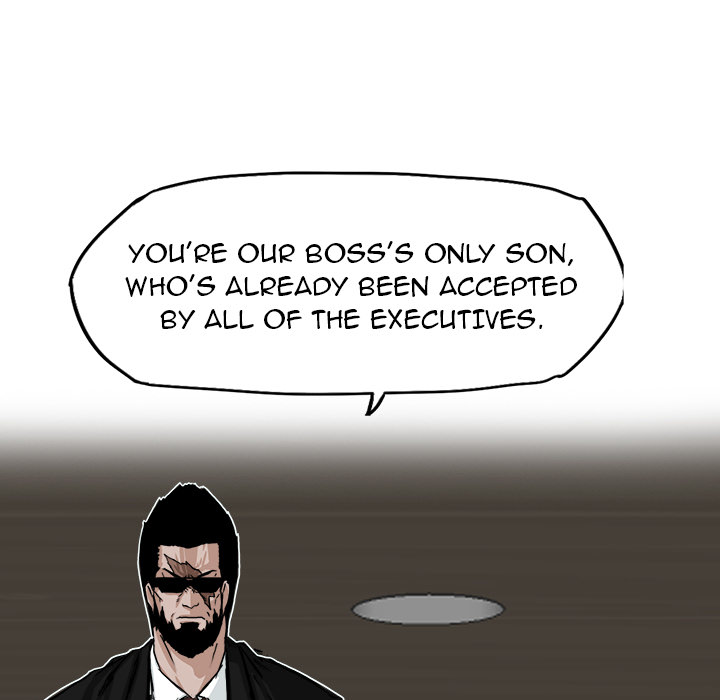 YOU'RE OUR BOSS'S ONLY SON,
WHO'S ALREADY BEEN ACCEPTED
BY ALL OF THE EXECUTIVES.